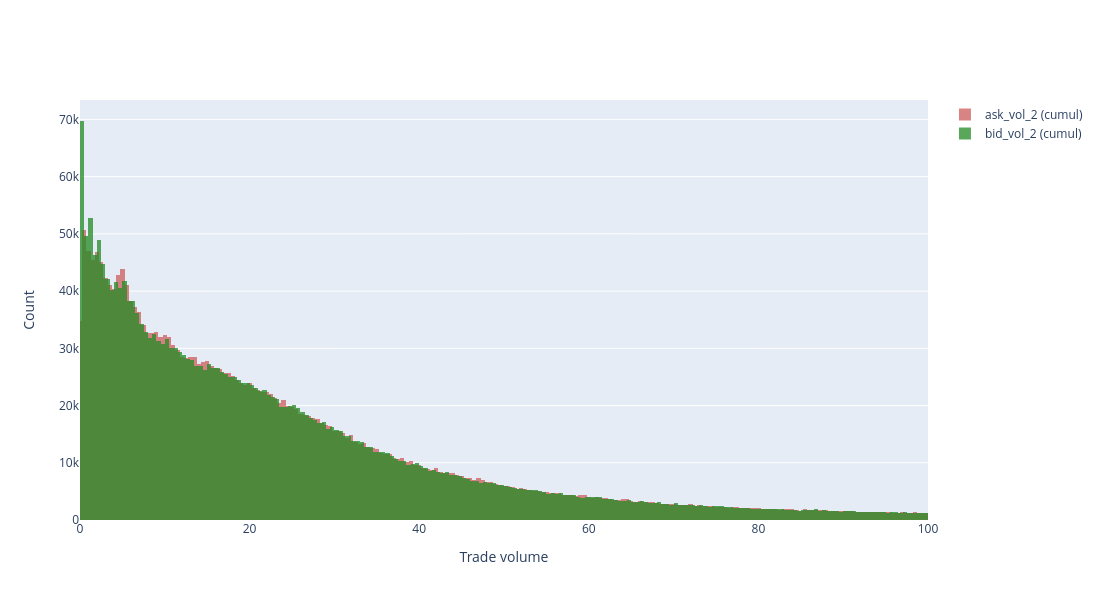 70k
60k
50k
40k
30k
20k
10k
0
0 20 40 60 80 100
Count
Trade volume
ask_vol_2 (cumul)
bid_vol_2 (cumul)